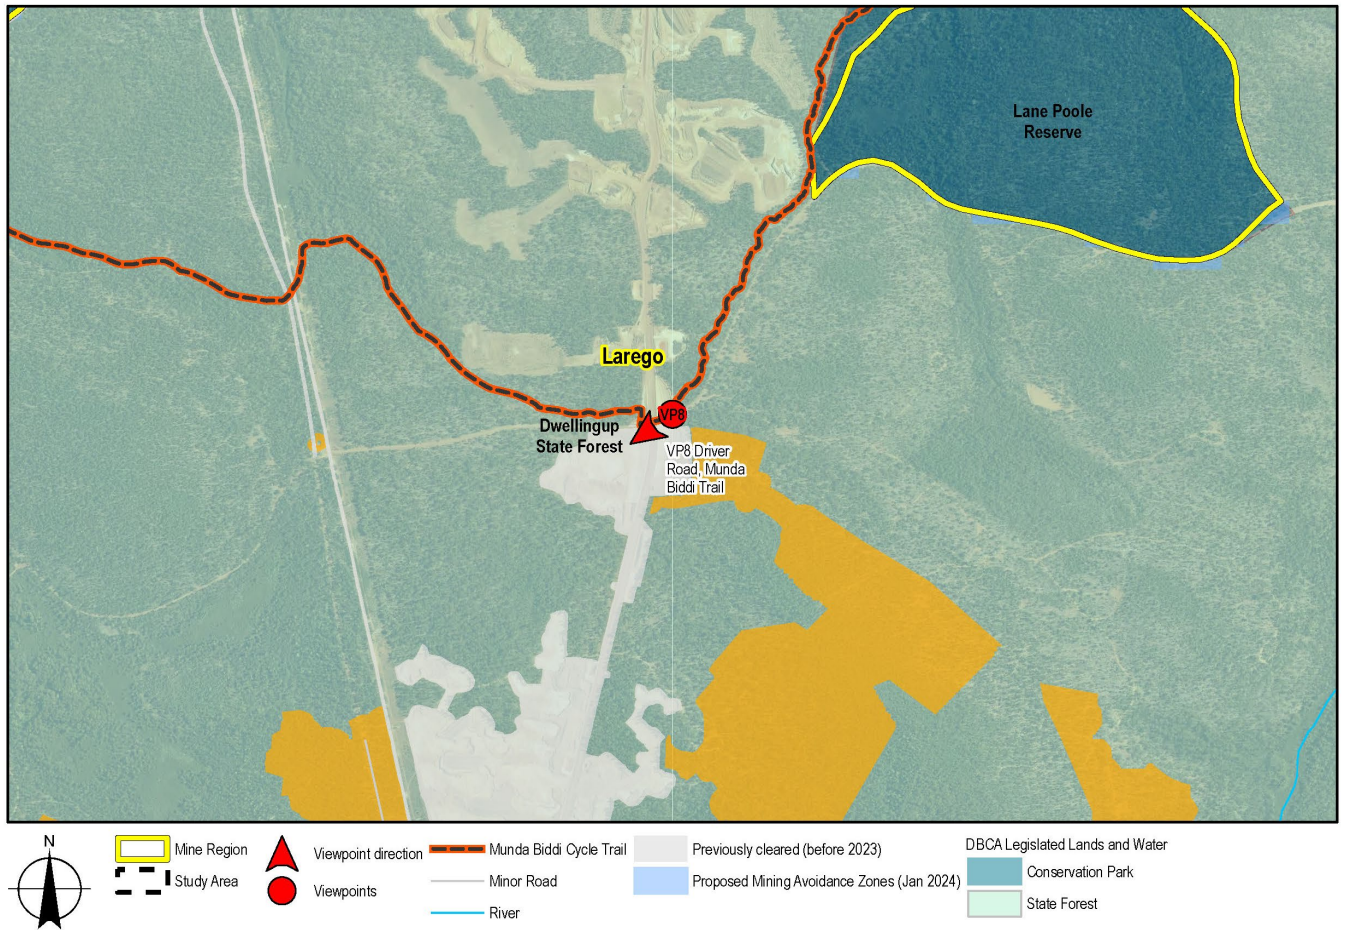 Lane Poole
Reserve
Larego
VP8
Dwellingup
State Forest
VP8 Driver
Road, Munda
Biddi Trail
N
Mine Region
Study Area
Viewpoint direction
Viewpoints
Munda Biddi Cycle Trail
Minor Road
River
Previously cleared (before 2023)
Proposed Mining Avoidance Zones (Jan 2024)
DBCA Legislated Lands and Water
Conservation Park
State Forest